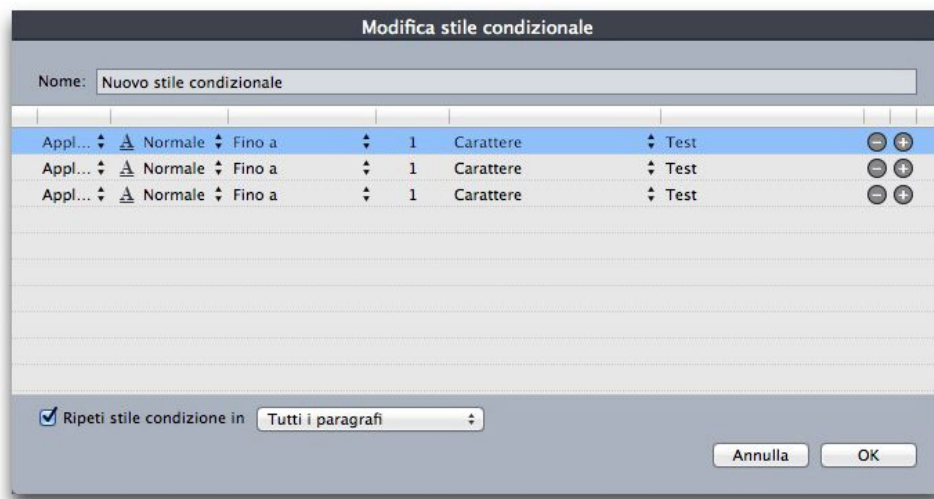 Modifica stile condizionale
Nome: Nuovo stile condizionale
Appl... A Normale Fino a 1 Carattere Test
Appl... A Normale Fino a 1 Carattere Test
Appl... A Normale Fino a 1 Carattere Test
Ripeti stile condizione in Tutti i paragrafi
Annulla OK